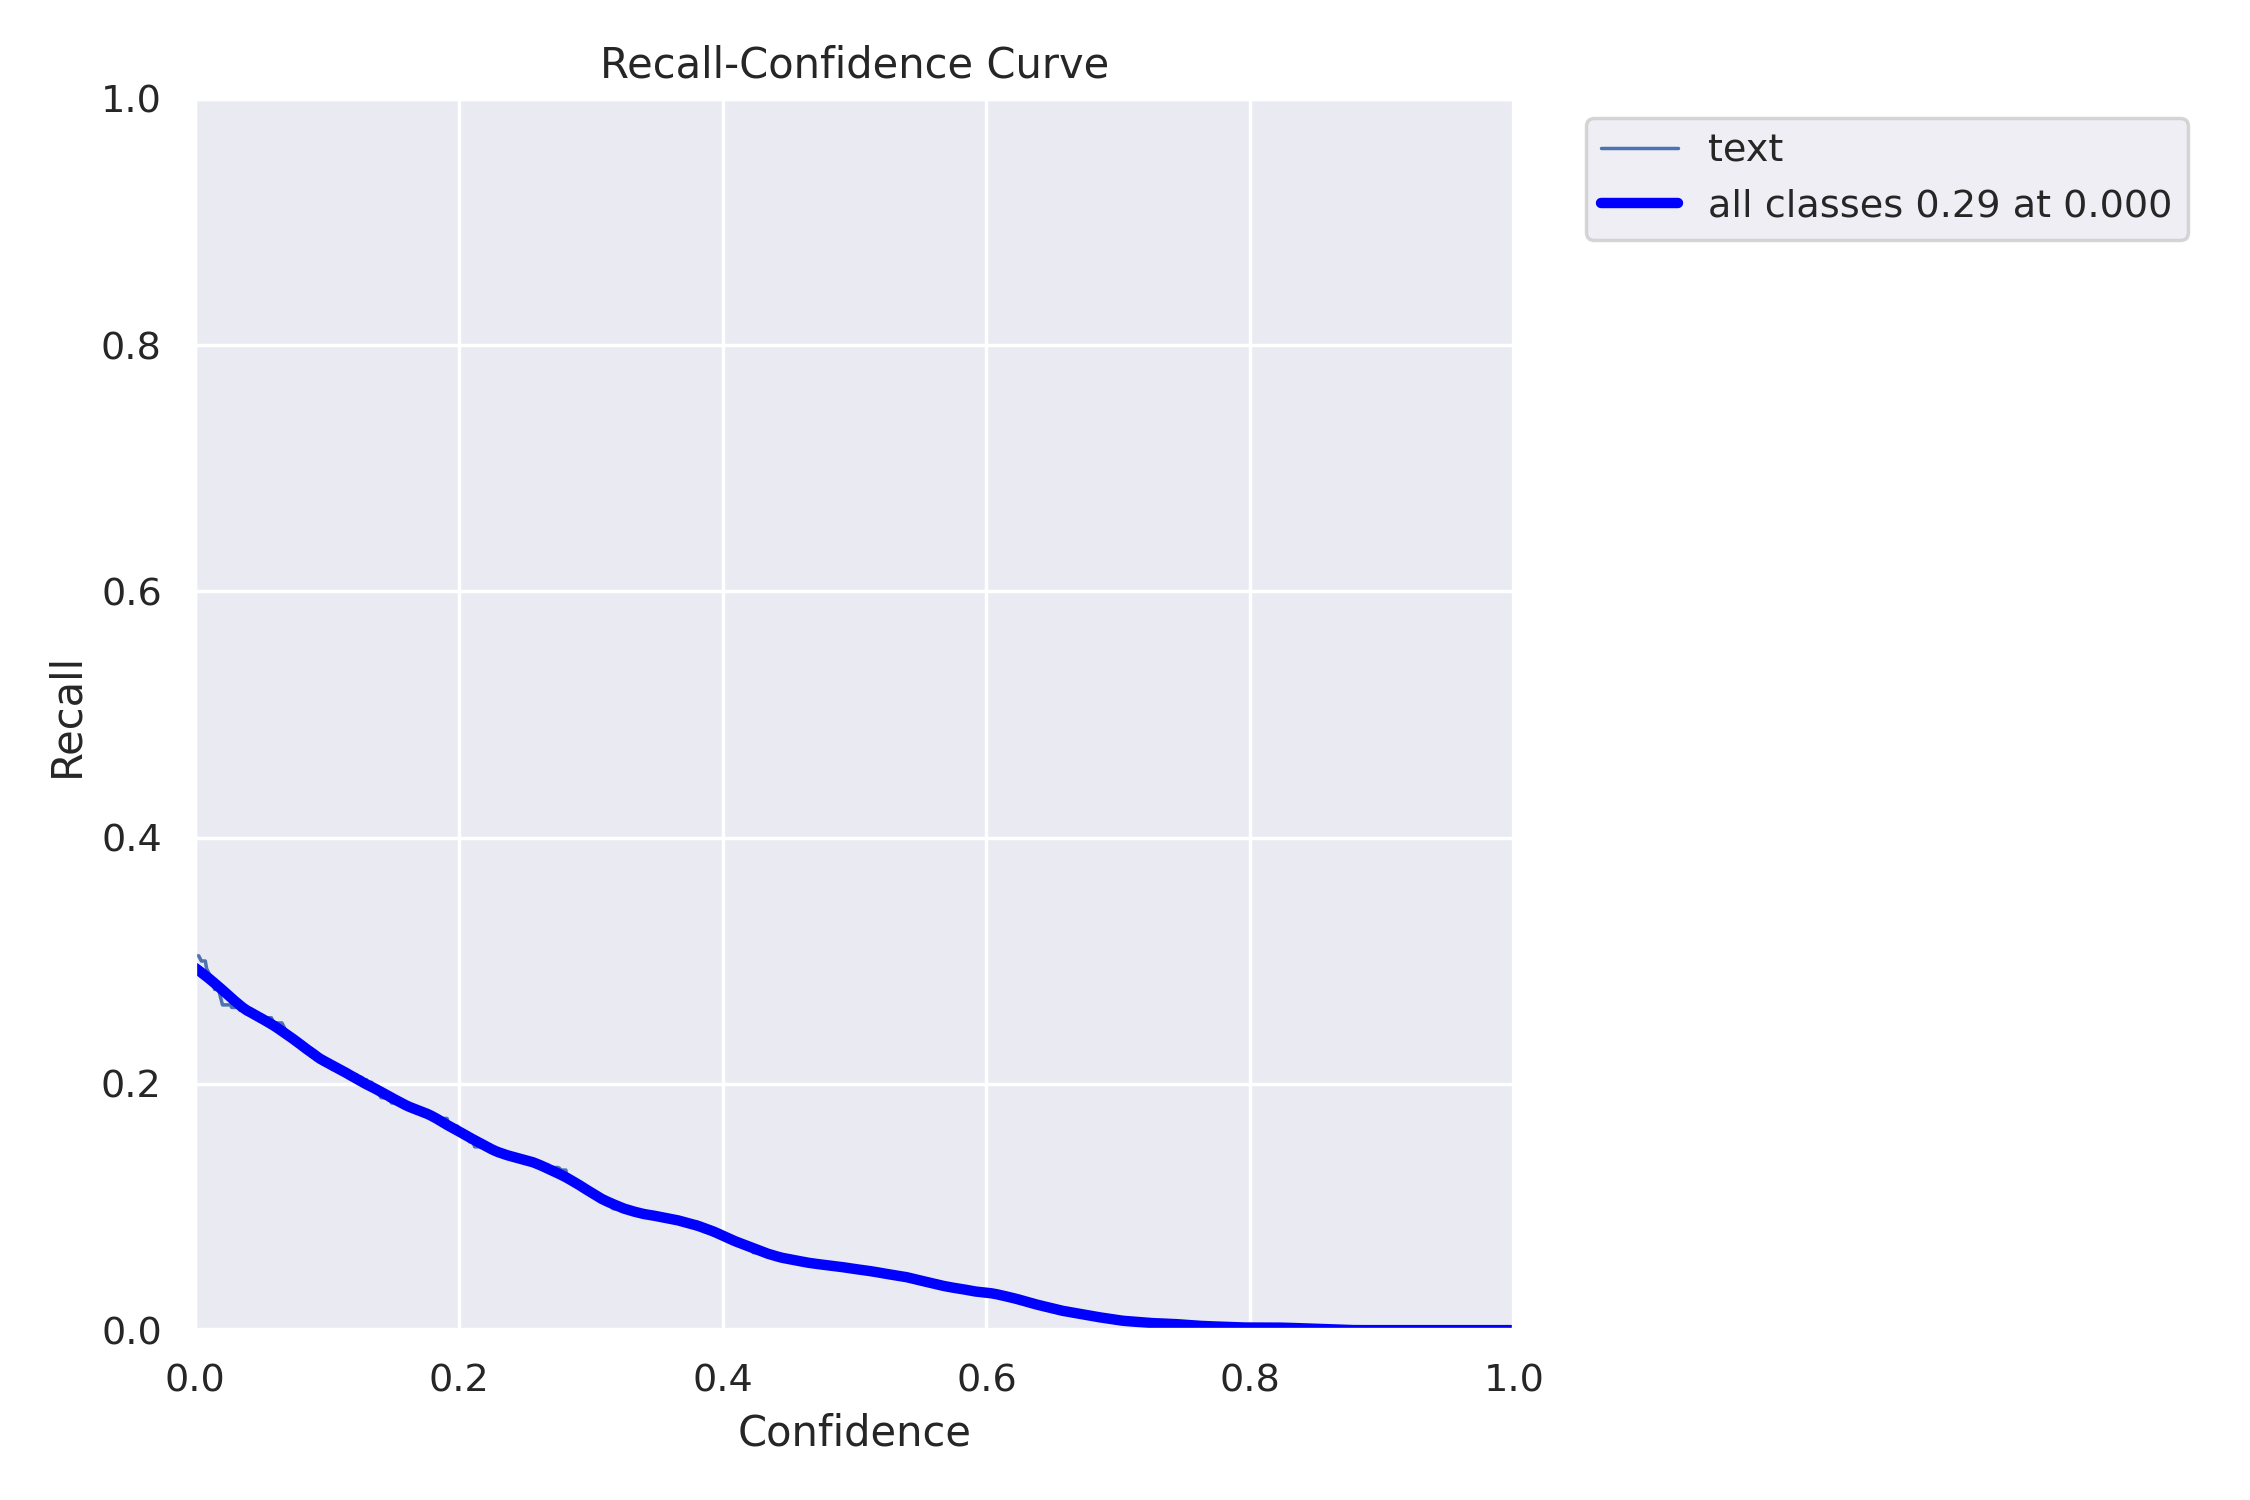 Recall-Confidence Curve
1.0
0.8
0.6
0.4
0.2
0.0
Recall
0.0 0.2 0.4 0.6 0.8 1.0
Confidence
text
all classes 0.29 at 0.000